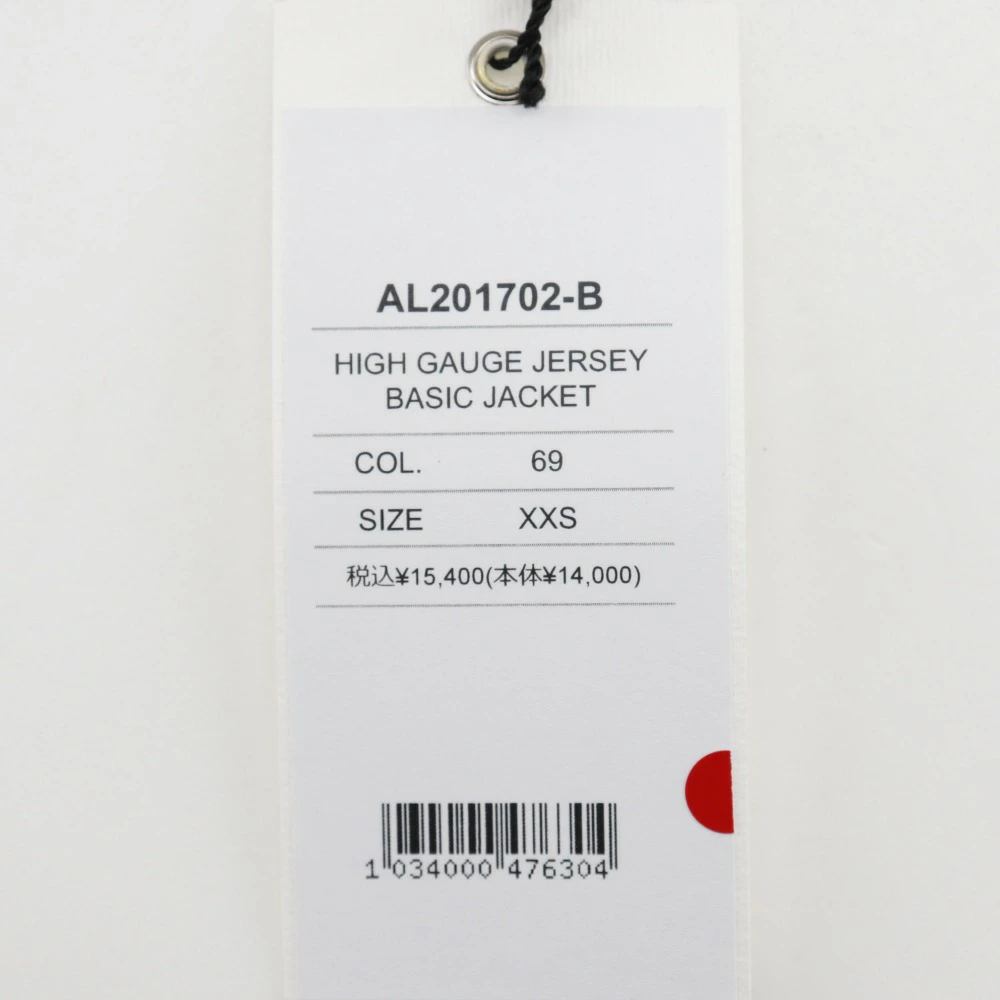 AL201702-B
HIGH GAUGE JERSEY
BASIC JACKET
COL. 69
SIZE XXS
税込¥15,400(本体¥14,000)
1 034000 476304